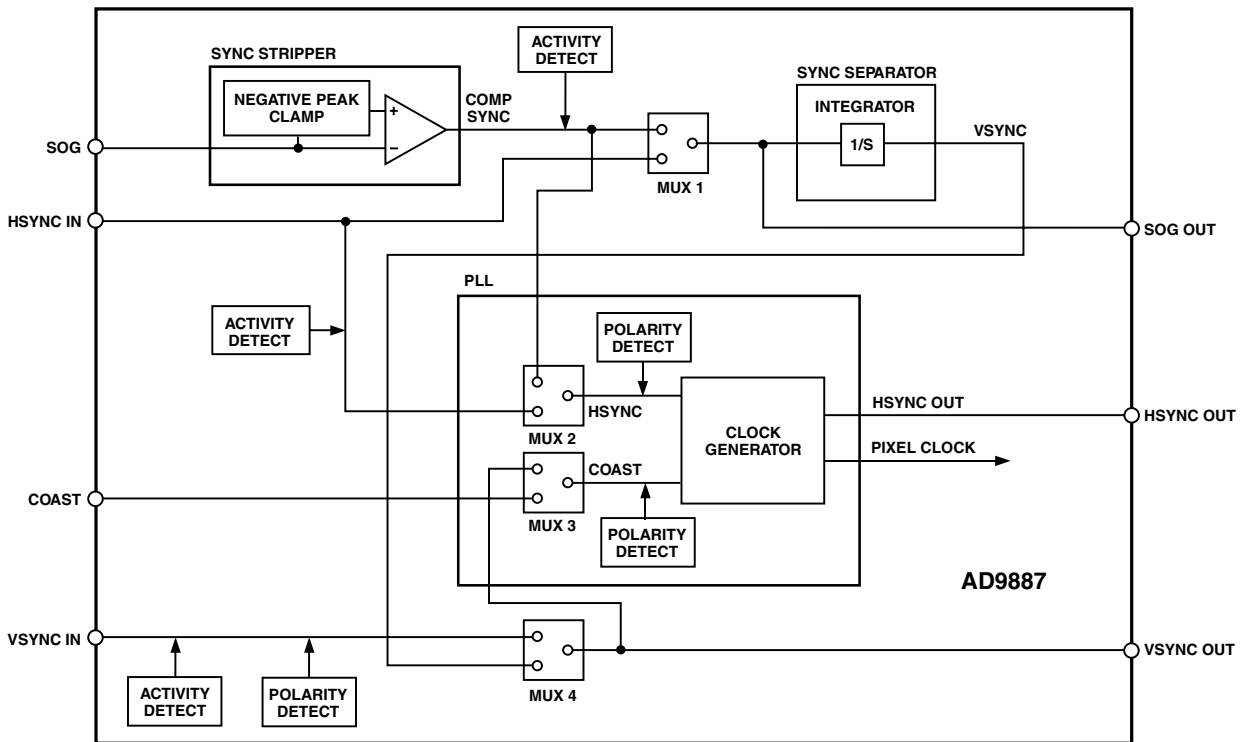 SYNC STRIPPER
NEGATIVE PEAK
CLAMP
+
−
COMP
SYNC
ACTIVITY
DETECT
MUX 1
SYNC SEPARATOR
INTEGRATOR
1/S
VSYNC
SOG
HSYNC IN
SOG OUT
PLL
ACTIVITY
DETECT
POLARITY
DETECT
HSYNC
MUX 2
CLOCK
GENERATOR
HSYNC OUT
HSYNC OUT
PIXEL CLOCK
COAST
COAST
MUX 3
POLARITY
DETECT
AD9887
VSYNC IN
ACTIVITY
DETECT
POLARITY
DETECT
MUX 4
VSYNC OUT